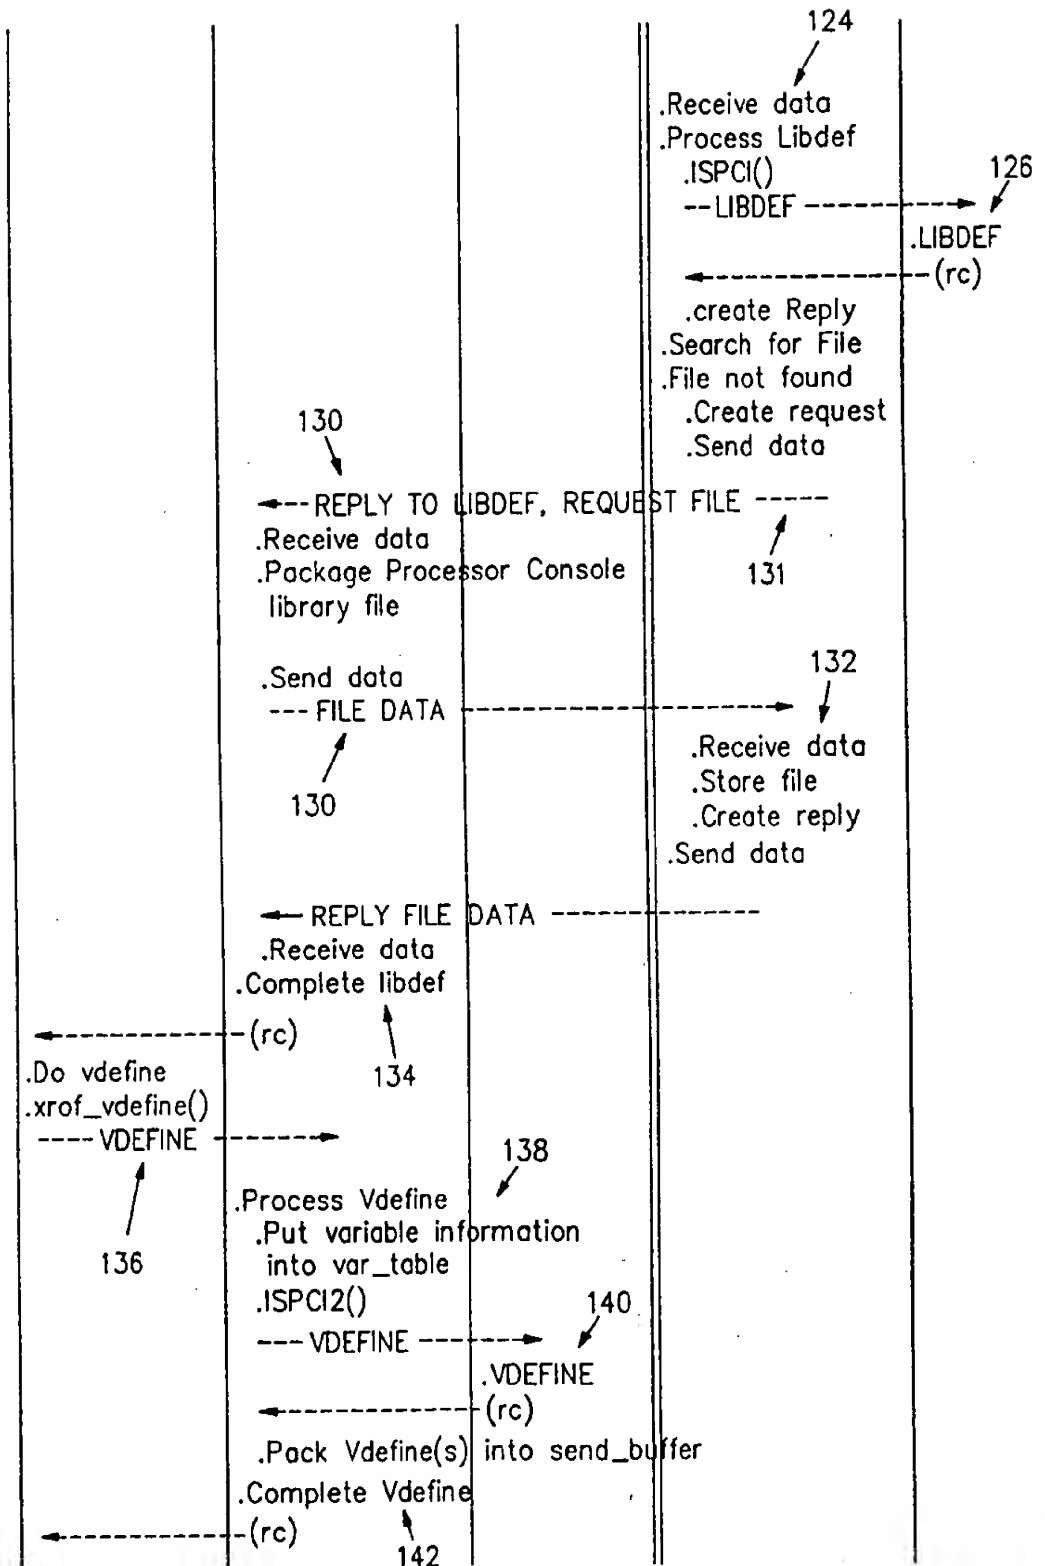 124
.Receive data
.Process Libdef
.ISPCI()
--LIBDEF ---------->
126
.LIBDEF
<----------(rc)
.create Reply
.Search for File
.File not found
.Create request
.Send data
130
<--- REPLY TO LIBDEF, REQUEST FILE -----
131
.Receive data
.Package Processor Console
library file
.Send data
--- FILE DATA ---------->
130
132
.Receive data
.Store file
.Create reply
.Send data
<-- REPLY FILE DATA ----------
.Receive data
.Complete libdef
134
<----------(rc)
.Do vdefine
.xrof_vdefine()
---- VDEFINE ------->
136
138
.Process Vdefine
.Put variable information
into var_table
.ISPCI2()
--- VDEFINE ------->
140
.VDEFINE
<----------(rc)
.Pack Vdefine(s) into send_buffer
.Complete Vdefine
<----------(rc)
142